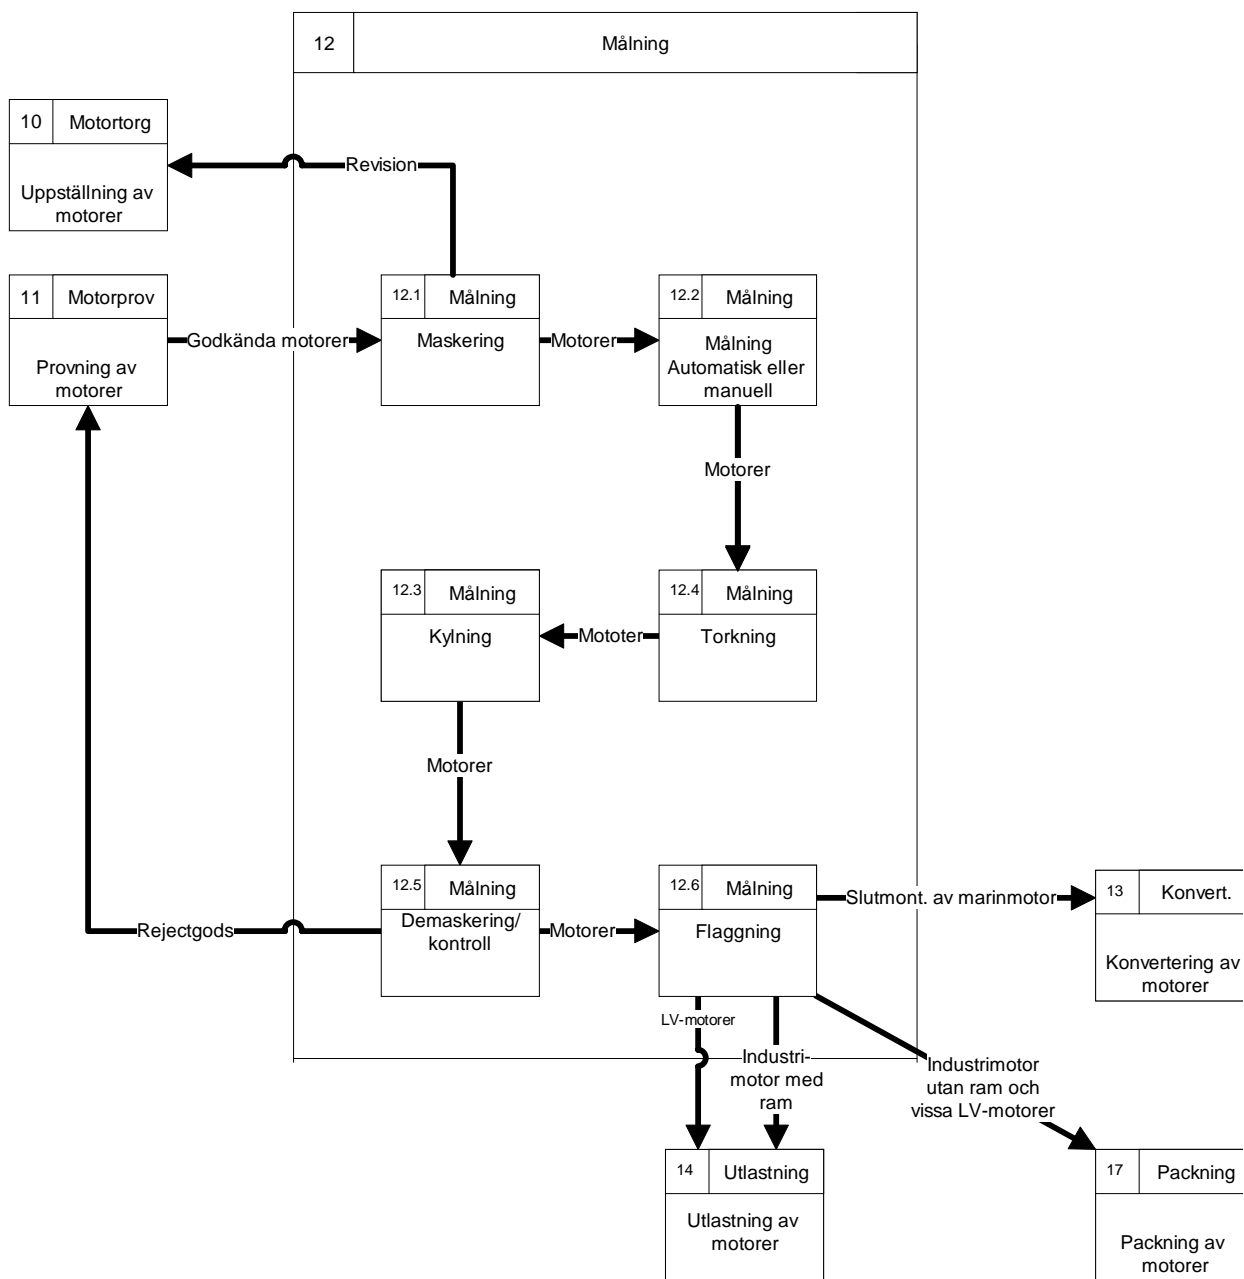 12 Målning
10 Motortorg
Uppställning av
motorer
Revision
11 Motorprov
Provning av
motorer
Godkända motorer
12.1 Målning
Maskering
Motorer
12.2 Målning
Målning
Automatisk eller
manuell
Motorer
12.3 Målning
Kylning
Mototer
12.4 Målning
Torkning
Motorer
12.5 Målning
Demaskering/
kontroll
Rejectgods
Motorer
12.6 Målning
Flaggning
Slutmont. av marinmotor
13 Konvert.
Konvertering av
motorer
LV-motorer
Industri-
motor med
ram
Industrimotor
utan ram och
vissa LV-motorer
14 Utlastning
Utlastning av
motorer
17 Packning
Packning av
motorer